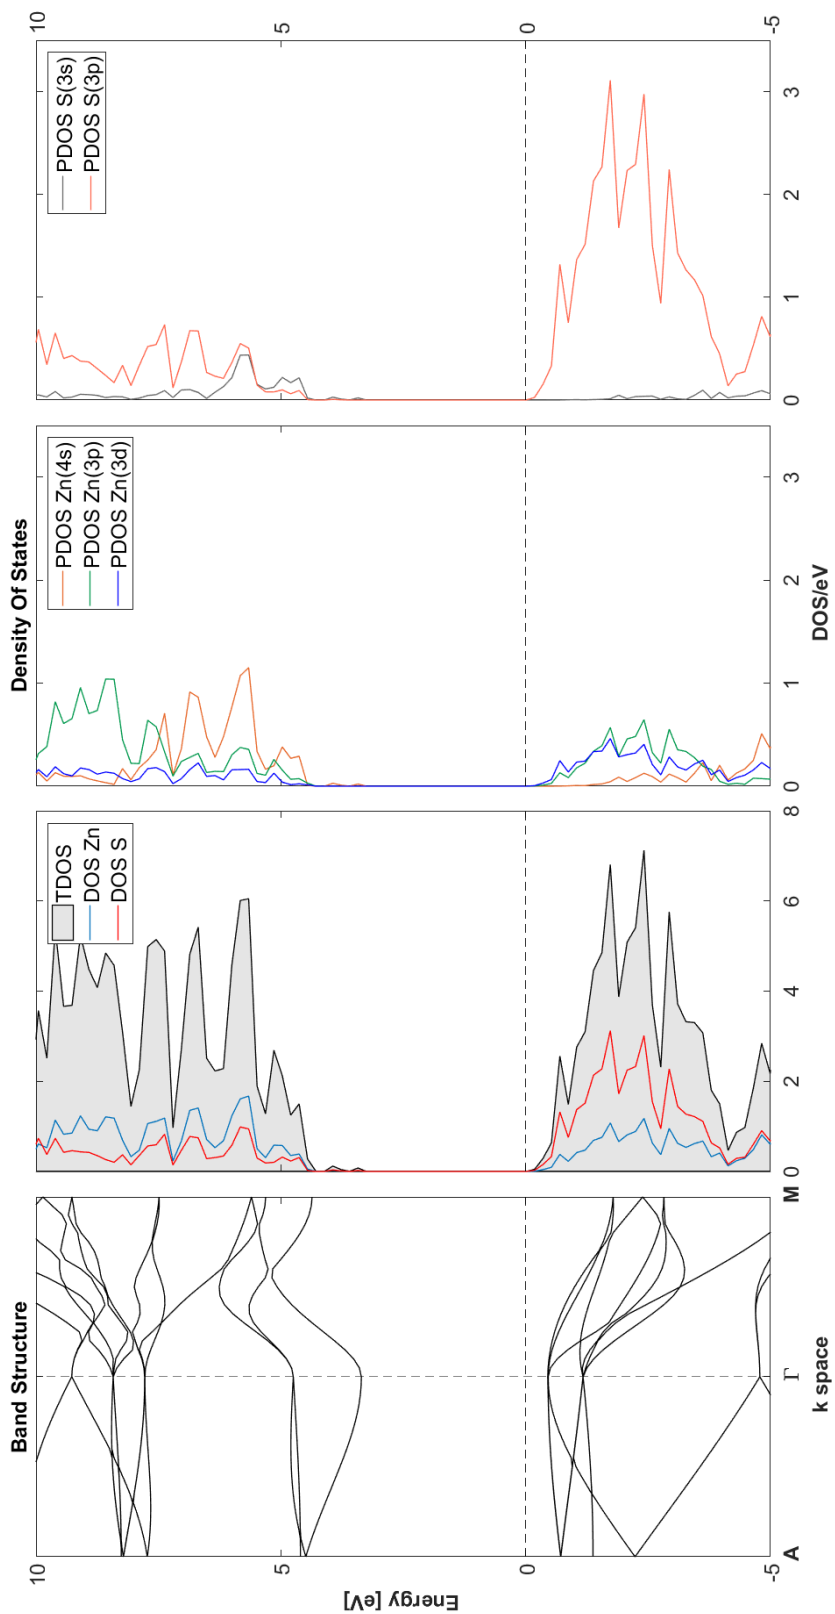 Band Structure
Density Of States
Energy [eV]
10
5
0
-5
A
Γ
M
k space
TDOS
DOS Zn
DOS S
0
2
4
6
8
PDOS Zn(4s)
PDOS Zn(3p)
PDOS Zn(3d)
0
1
2
3
DOS/eV
PDOS S(3s)
PDOS S(3p)
0
1
2
3
10
5
0
-5